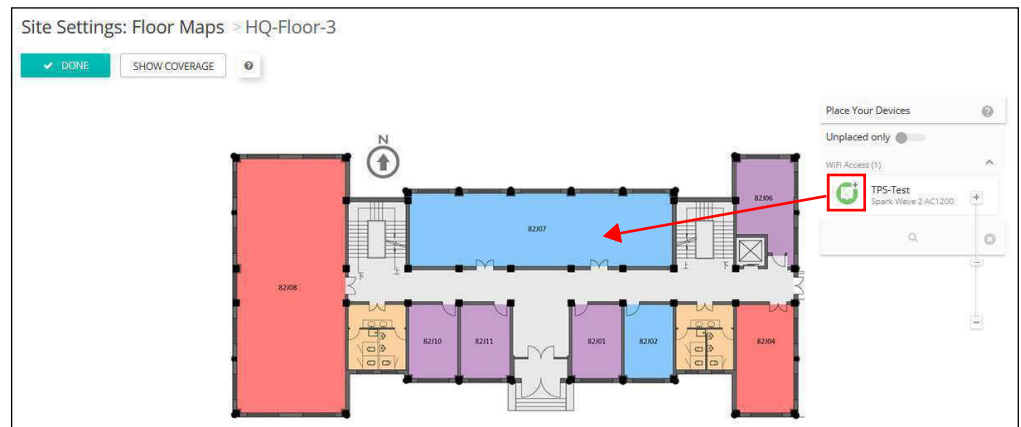 Site Settings: Floor Maps > HQ-Floor-3
✔ DONE SHOW COVERAGE ?
Place Your Devices ?
Unplaced only
WiFi Access (1)
TPS-Test
Spark Wave 2 AC1200
N
82J06
82J07
82J08
82J10
82J11
82J01
82J02
82J04